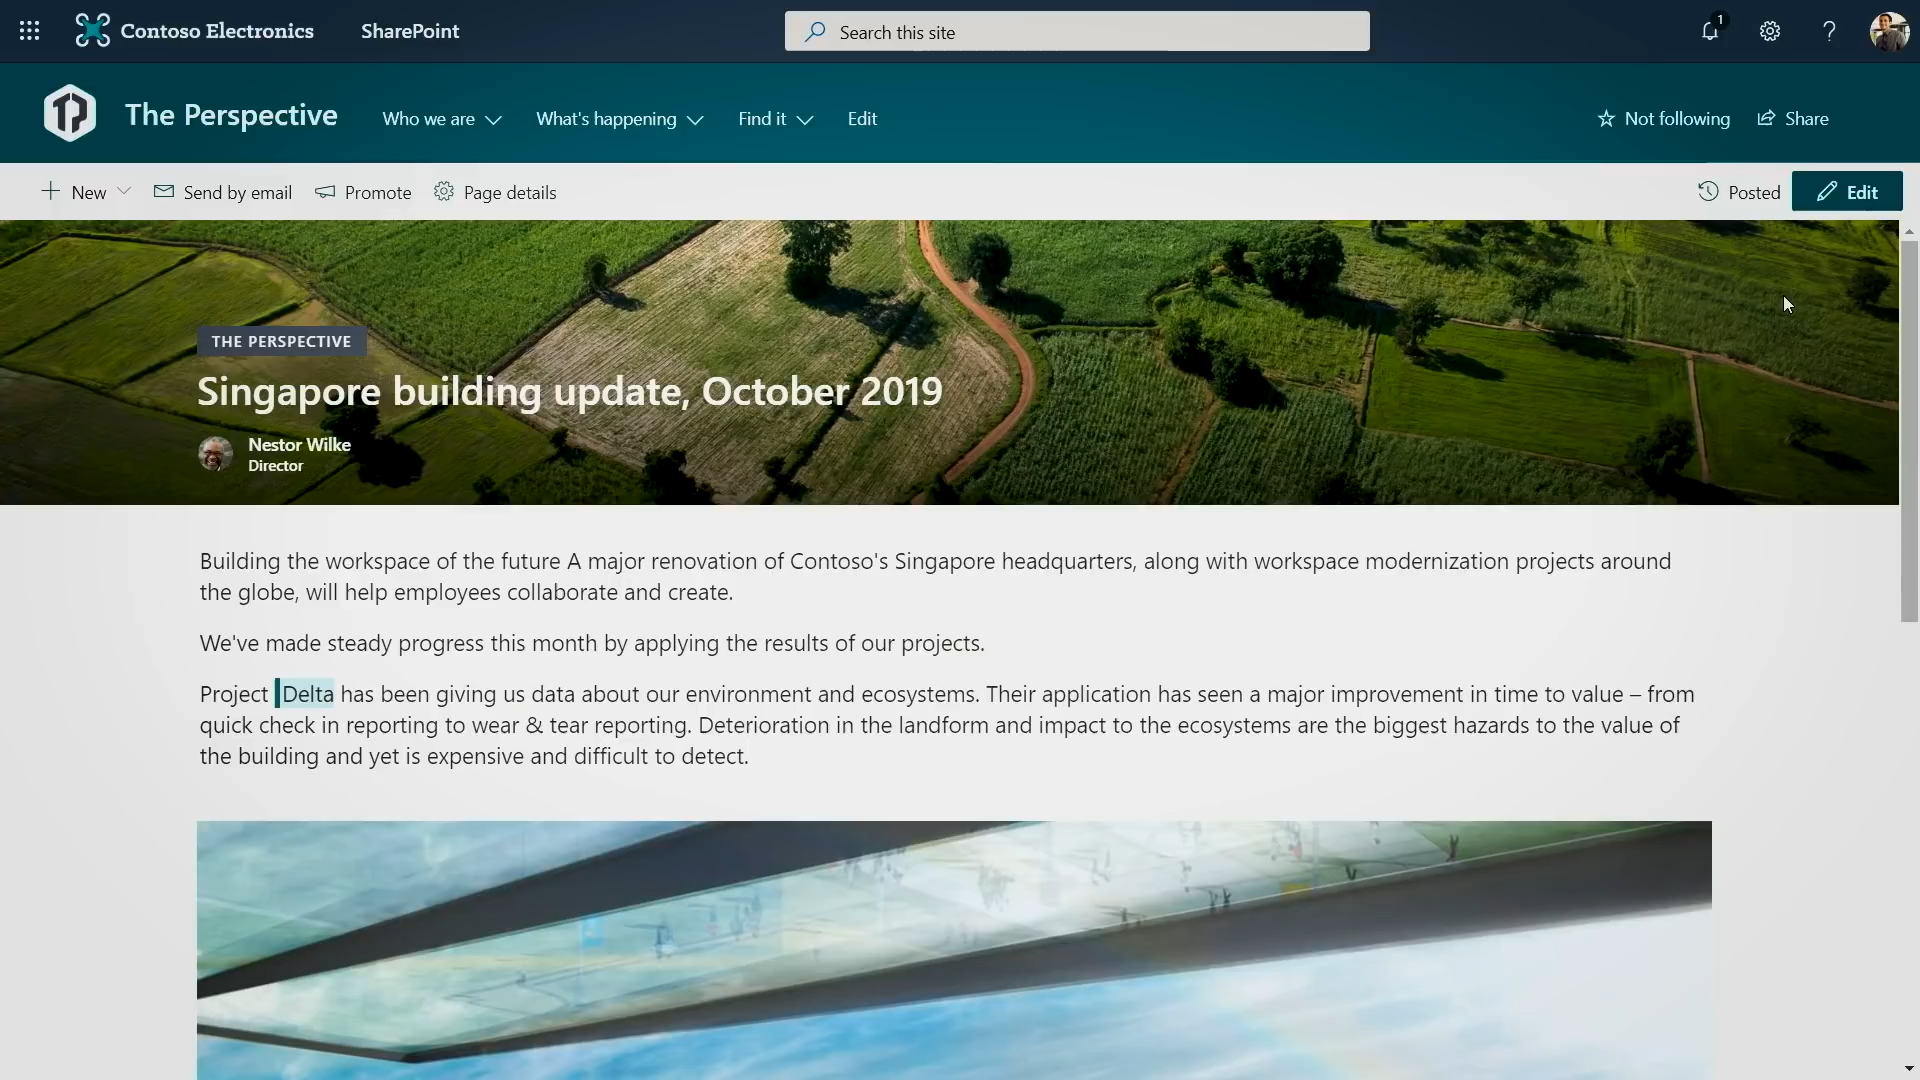 Contoso Electronics
SharePoint
Search this site
1
The Perspective
Who we are
What's happening
Find it
Edit
Not following
Share
New
Send by email
Promote
Page details
Posted
Edit
THE PERSPECTIVE
Singapore building update, October 2019
Nestor Wilke
Director
Building the workspace of the future A major renovation of Contoso's Singapore headquarters, along with workspace modernization projects around
the globe, will help employees collaborate and create.
We've made steady progress this month by applying the results of our projects.
Project Delta has been giving us data about our environment and ecosystems. Their application has seen a major improvement in time to value – from
quick check in reporting to wear & tear reporting. Deterioration in the landform and impact to the ecosystems are the biggest hazards to the value of
the building and yet is expensive and difficult to detect.